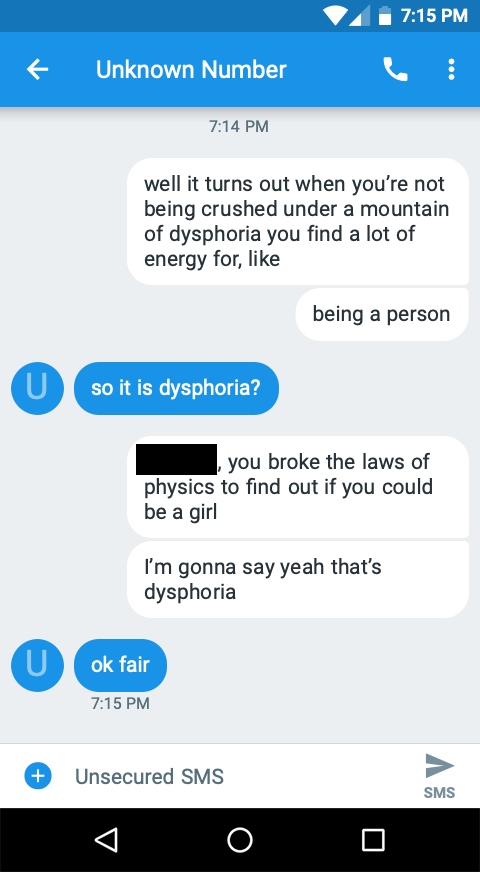 7:15 PM
Unknown Number
7:14 PM
well it turns out when you’re not
being crushed under a mountain
of dysphoria you find a lot of
energy for, like
being a person
U
so it is dysphoria?
, you broke the laws of
physics to find out if you could
be a girl
I’m gonna say yeah that’s
dysphoria
U
ok fair
7:15 PM
Unsecured SMS
SMS